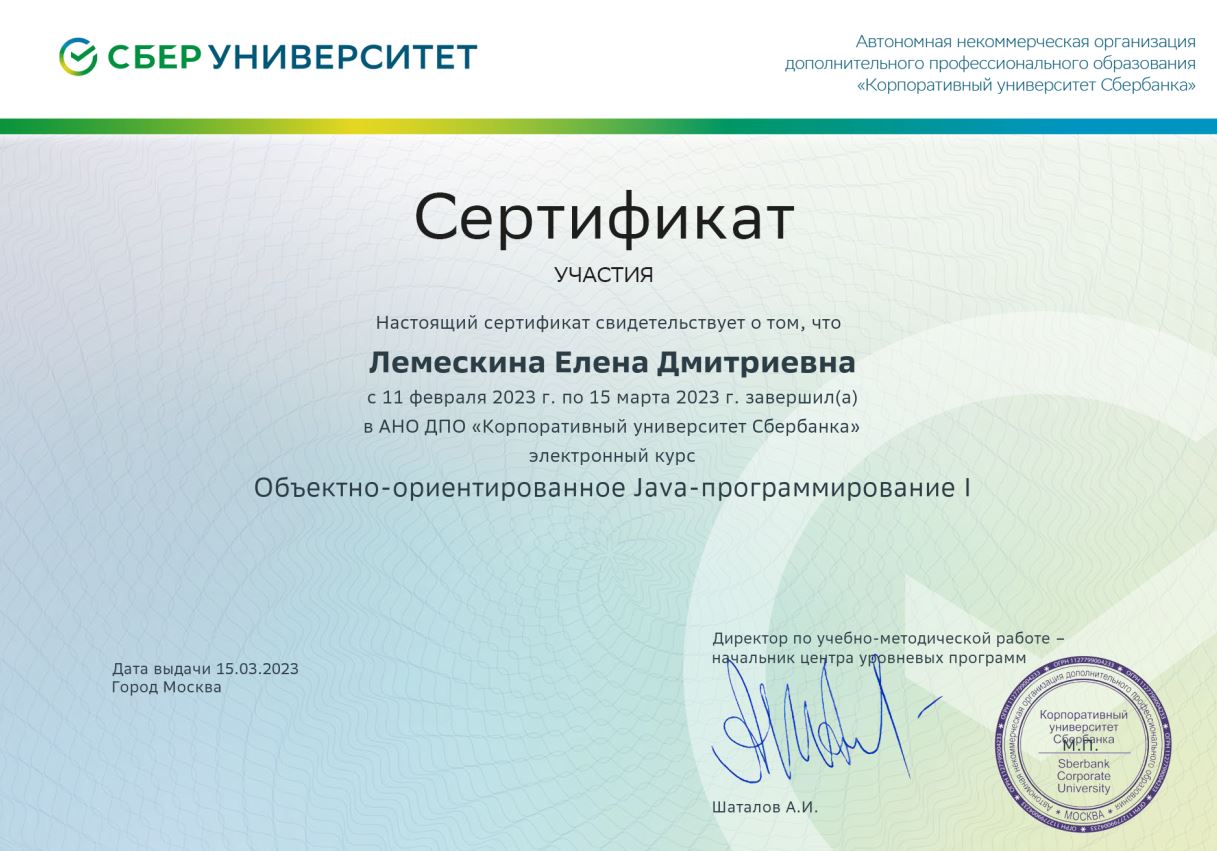 СБЕР УНИВЕРСИТЕТ
Автономная некоммерческая организация
дополнительного профессионального образования
«Корпоративный университет Сбербанка»
Сертификат
УЧАСТИЯ
Настоящий сертификат свидетельствует о том, что
Лемескина Елена Дмитриевна
с 11 февраля 2023 г. по 15 марта 2023 г. завершил(а)
в АНО ДПО «Корпоративный университет Сбербанка»
электронный курс
Объектно-ориентированное Java-программирование I
Дата выдачи 15.03.2023
Город Москва
Директор по учебно-методической работе –
начальник центра уровневых программ
Шаталов А.И.
ОГРН 1127799004233
Автономная некоммерческая организация дополнительного профессионального образования
Корпоративный
университет
Сбербанка
М.П.
Sberbank
Corporate
University
МОСКВА